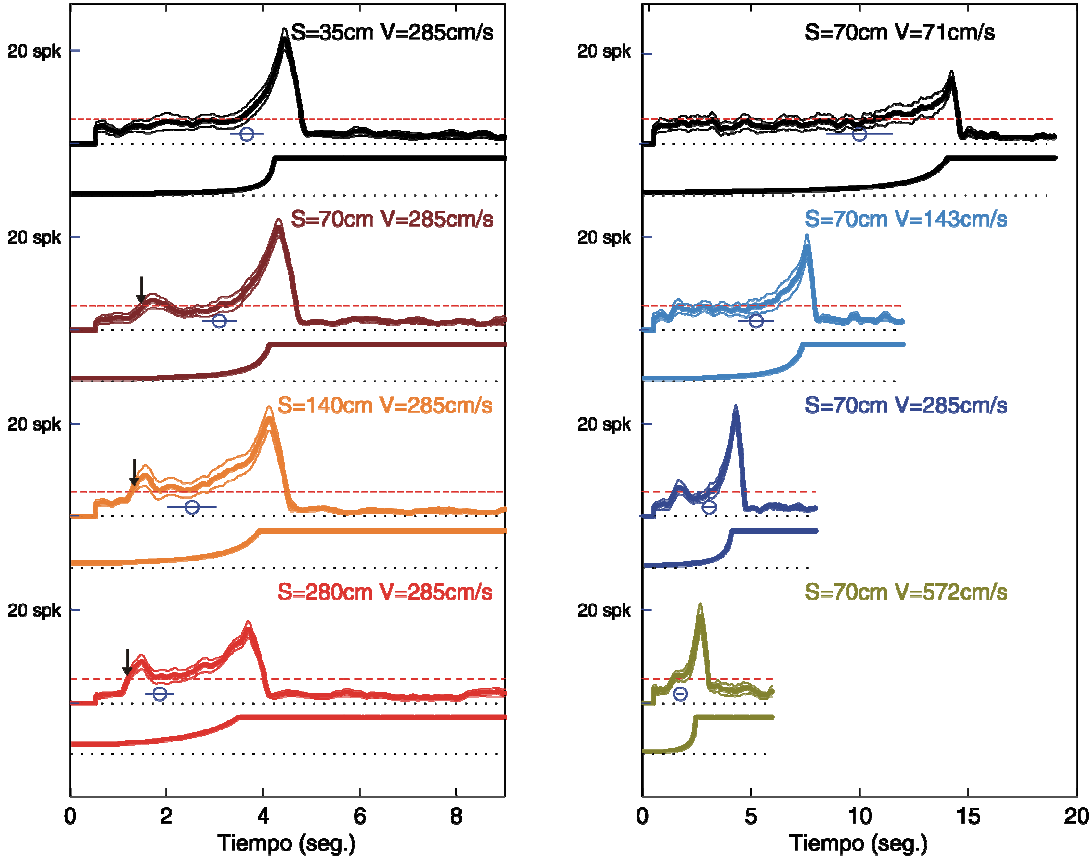 S=35cm V=285cm/s
20 spk
S=70cm V=285cm/s
20 spk
S=140cm V=285cm/s
20 spk
S=280cm V=285cm/s
20 spk
0 2 4 6 8
Tiempo (seg.)
S=70cm V=71cm/s
20 spk
S=70cm V=143cm/s
20 spk
S=70cm V=285cm/s
20 spk
S=70cm V=572cm/s
20 spk
0 5 10 15 20
Tiempo (seg.)